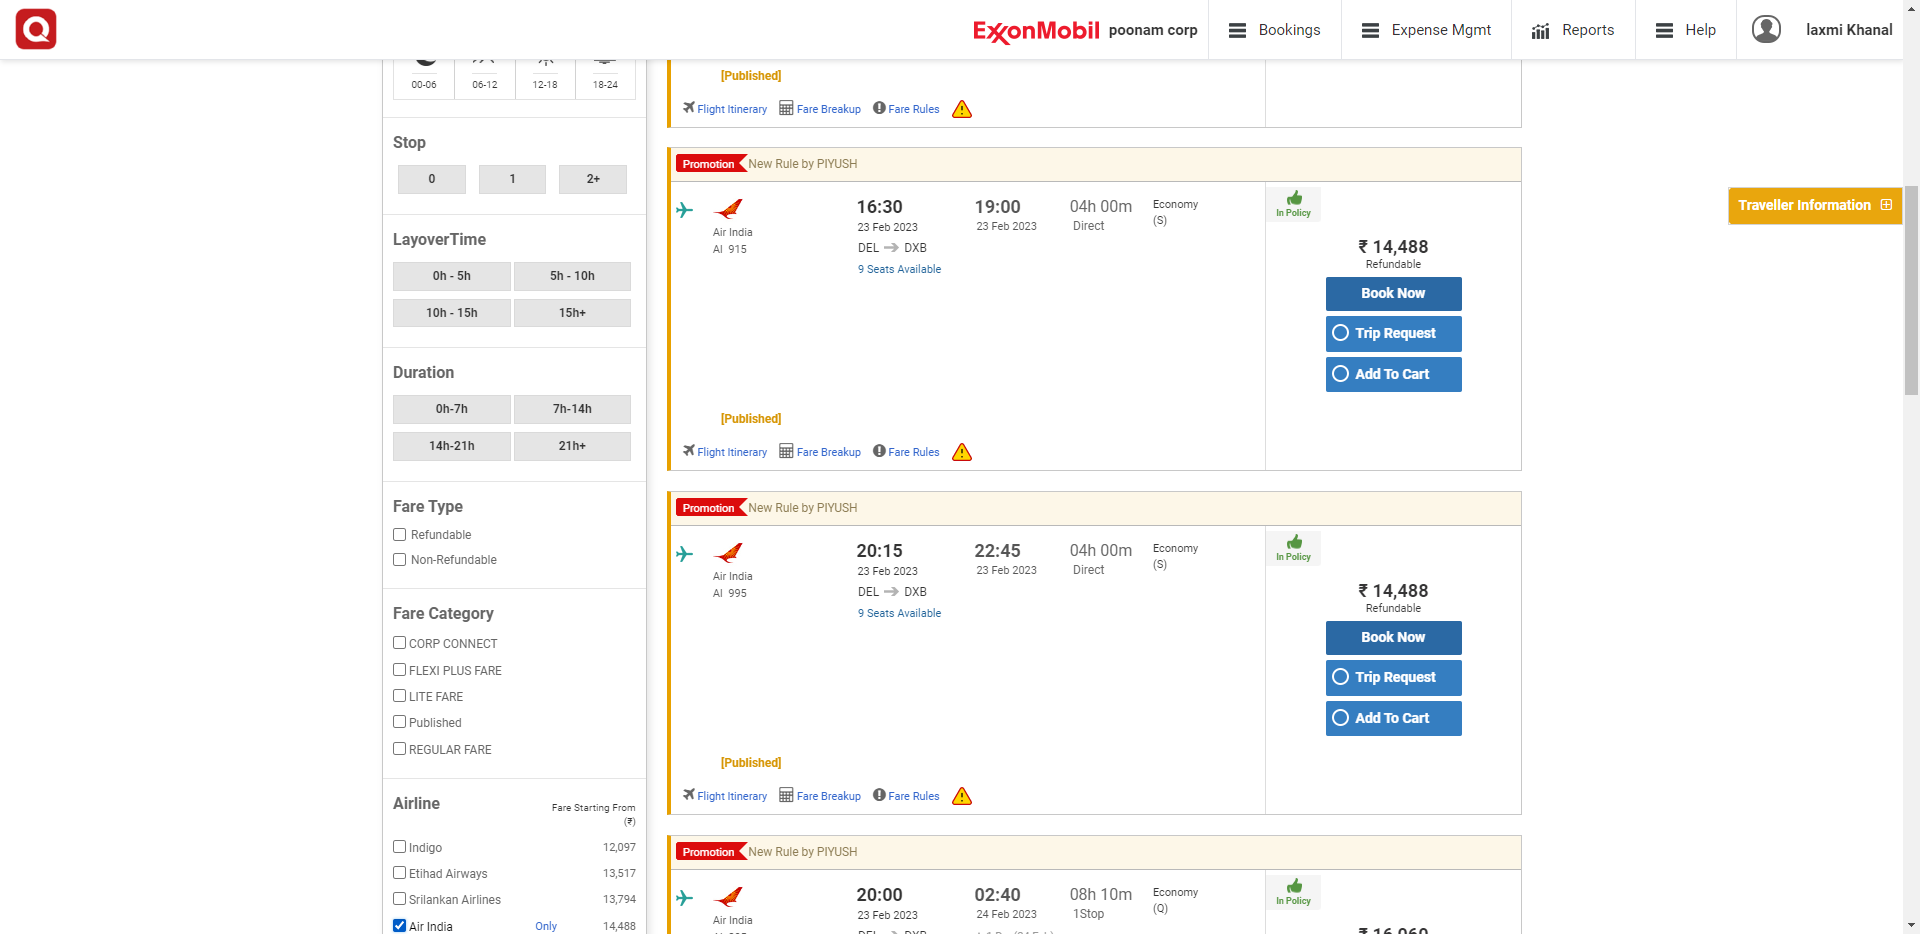 Q ExxonMobil poonam corp Bookings Expense Mgmt Reports Help laxmi Khanal
00-06 06-12 12-18 18-24
Stop
0 1 2+
LayoverTime
0h - 5h 5h - 10h
10h - 15h 15h+
Duration
0h-7h 7h-14h
14h-21h 21h+
Fare Type
Refundable
Non-Refundable
Fare Category
CORP CONNECT
FLEXI PLUS FARE
LITE FARE
Published
REGULAR FARE
Airline Fare Starting From
(₹)
Indigo 12,097
Etihad Airways 13,517
Srilankan Airlines 13,794
Air India Only 14,488
[Published]
Flight Itinerary Fare Breakup Fare Rules
Promotion New Rule by PIYUSH
16:30 19:00 04h 00m Economy
Air India 23 Feb 2023 23 Feb 2023 Direct (S)
AI 915 DEL DXB
9 Seats Available
In Policy
₹ 14,488
Refundable
Book Now
Trip Request
Add To Cart
[Published]
Flight Itinerary Fare Breakup Fare Rules
Promotion New Rule by PIYUSH
20:15 22:45 04h 00m Economy
Air India 23 Feb 2023 23 Feb 2023 Direct (S)
AI 995 DEL DXB
9 Seats Available
In Policy
₹ 14,488
Refundable
Book Now
Trip Request
Add To Cart
[Published]
Flight Itinerary Fare Breakup Fare Rules
Promotion New Rule by PIYUSH
20:00 02:40 08h 10m Economy
Air India 23 Feb 2023 24 Feb 2023 1Stop (Q)
In Policy
Traveller Information